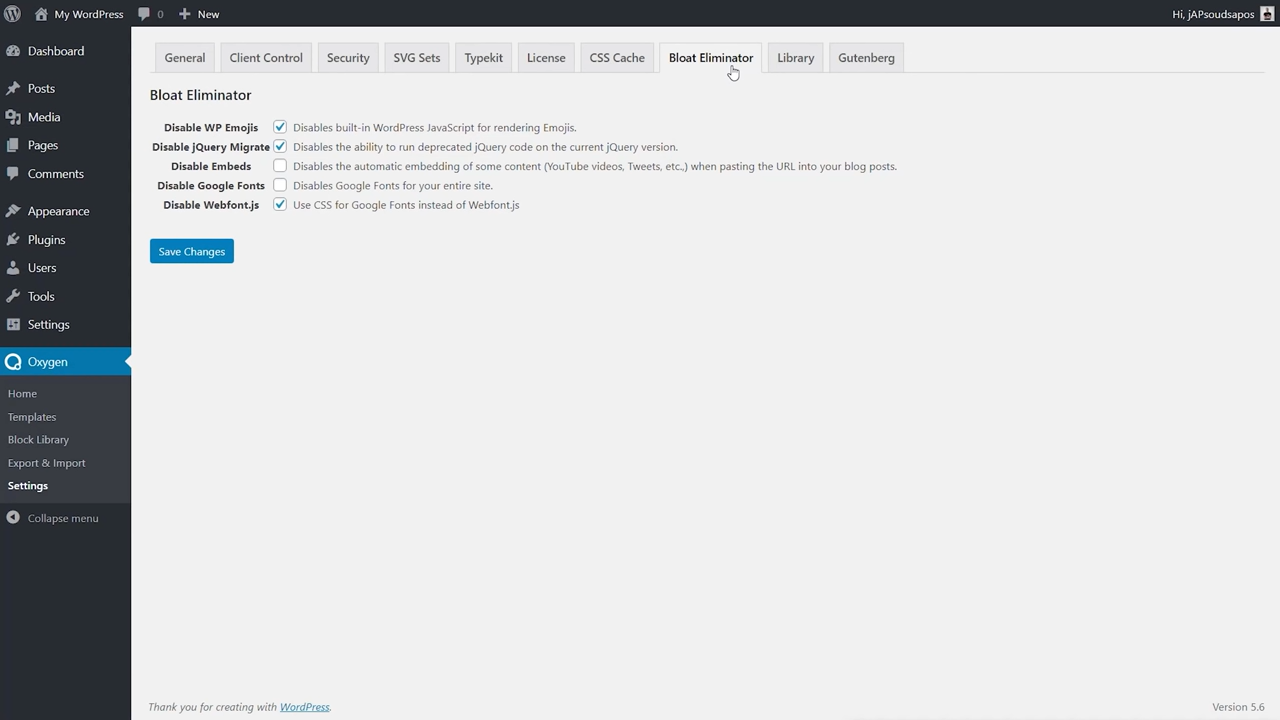 My WordPress 0 New Hi, jAPsoudsapos
Dashboard
Posts
Media
Pages
Comments
Appearance
Plugins
Users
Tools
Settings
Oxygen
Home
Templates
Block Library
Export & Import
Settings
Collapse menu
General Client Control Security SVG Sets Typekit License CSS Cache Bloat Eliminator Library Gutenberg
Bloat Eliminator
Disable WP Emojis Disables built-in WordPress JavaScript for rendering Emojis.
Disable jQuery Migrate Disables the ability to run deprecated jQuery code on the current jQuery version.
Disable Embeds Disables the automatic embedding of some content (YouTube videos, Tweets, etc.,) when pasting the URL into your blog posts.
Disable Google Fonts Disables Google Fonts for your entire site.
Disable Webfont.js Use CSS for Google Fonts instead of Webfont.js
Save Changes
Thank you for creating with WordPress. Version 5.6